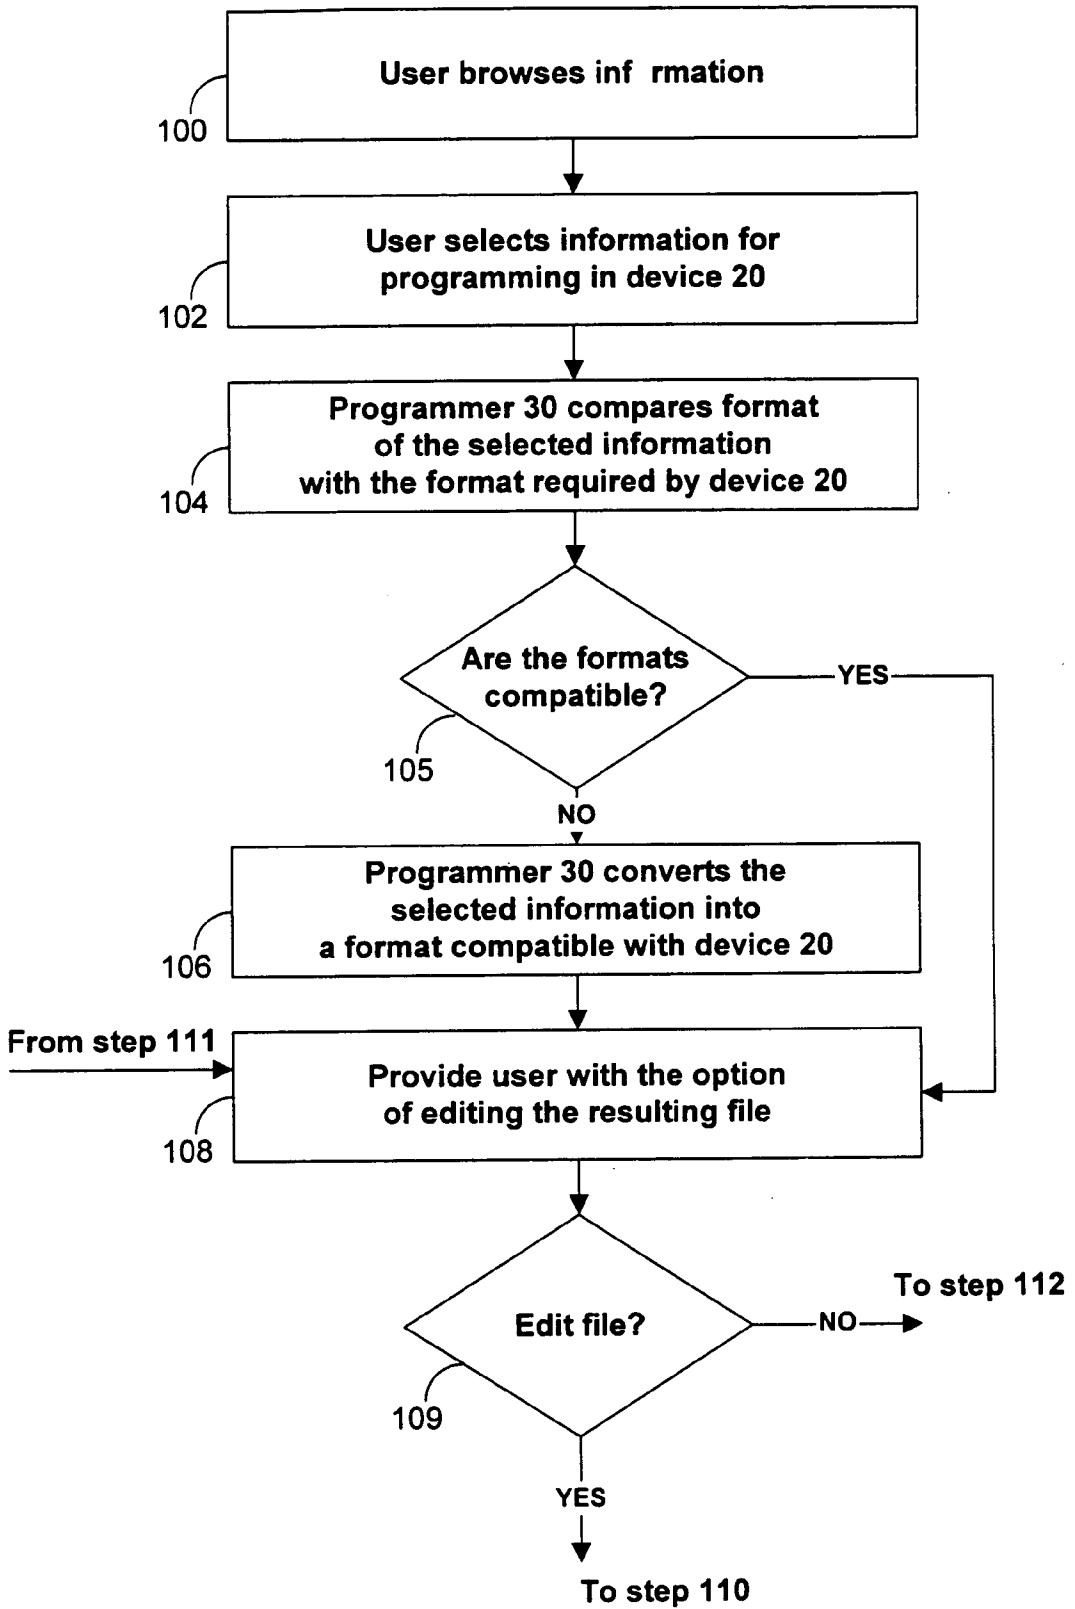 User browses inf rmation
100
User selects information for
programming in device 20
102
Programmer 30 compares format
of the selected information
with the format required by device 20
104
Are the formats
compatible?
YES
105
NO
Programmer 30 converts the
selected information into
a format compatible with device 20
106
From step 111
Provide user with the option
of editing the resulting file
108
To step 112
Edit file?
NO
109
YES
To step 110